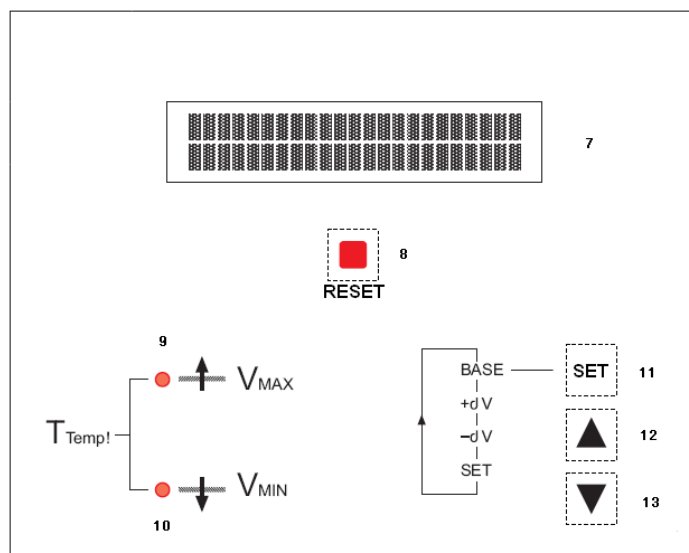 7
8
RESET
9
BASE
SET
11
VMAX
+dV
12
TTemp!
–dV
SET
VMIN
13
10